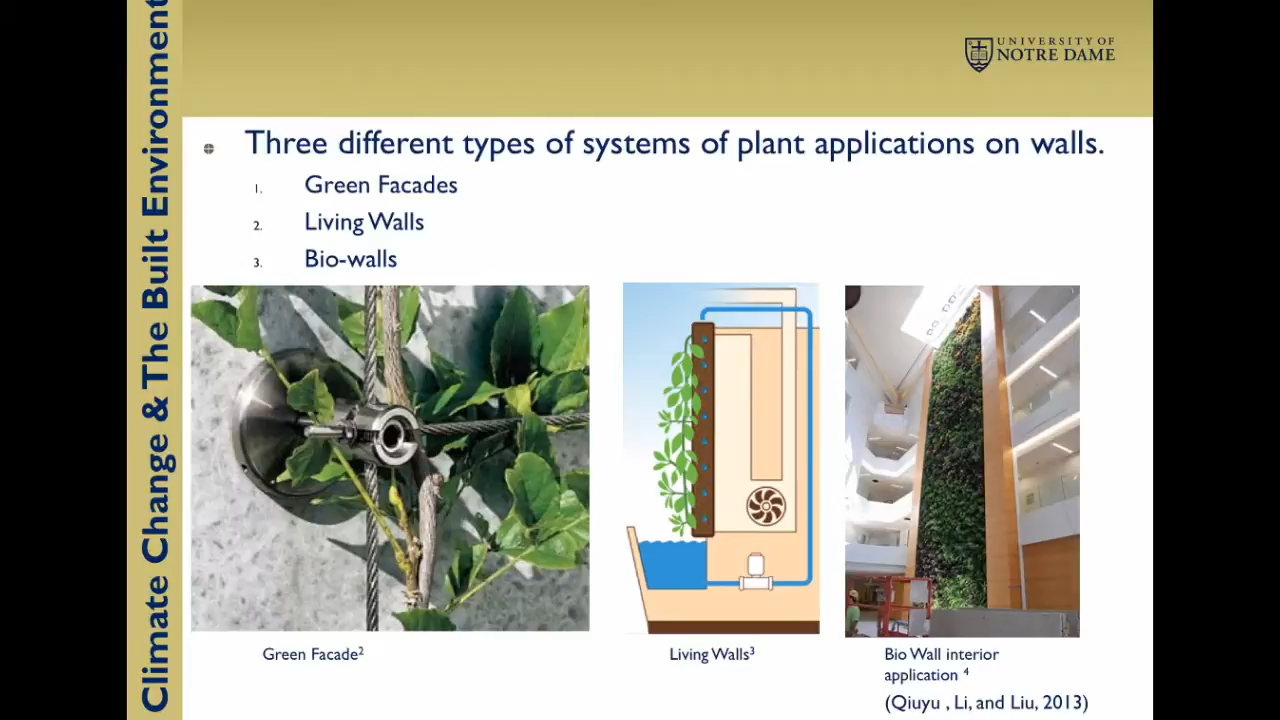 Climate Change & The Built Environment
UNIVERSITY OF
NOTRE DAME
Three different types of systems of plant applications on walls.
1. Green Facades
2. Living Walls
3. Bio-walls
Green Facade2
Living Walls3
Bio Wall interior
application 4
(Qiuyu , Li, and Liu, 2013)